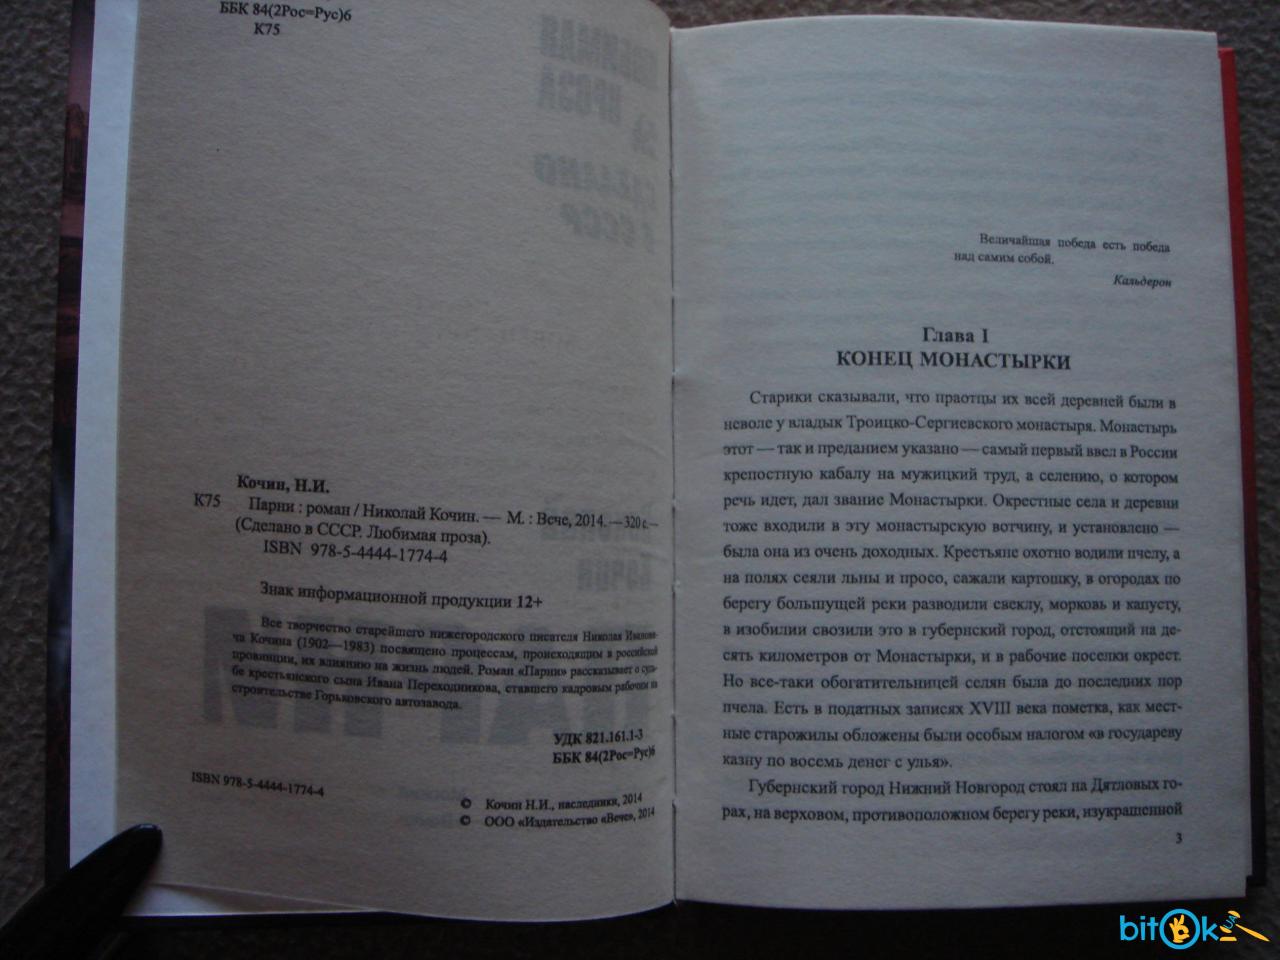 ББК 84(2Рос=Рус)6
К75
Кочин, Н.И.
К75 Парни : роман / Николай Кочин. — М. : Вече, 2014. — 320 с. –
(Сделано в СССР. Любимая проза).
ISBN 978-5-4444-1774-4
Знак информационной продукции 12+
Все творчество старейшего нижегородского писателя Николая Иванови-
ча Кочина (1902—1983) посвящено процессам, происходящим в российской
провинции, их влиянию на жизнь людей. Роман «Парни» рассказывает о судь-
бе крестьянского сына Ивана Переходникова, ставшего кадровым рабочим на
строительстве Горьковского автозавода.
УДК 821.161.1-3
ББК 84(2Рос=Рус)6
ISBN 978-5-4444-1774-4
© Кочин Н.И., наследники, 2014
© ООО «Издательство «Вече», 2014
Величайшая победа есть победа
над самим собой.
Кальдерон
Глава I
КОНЕЦ МОНАСТЫРКИ
Старики сказывали, что праотцы их всей деревней были в
неволе у владык Троицко-Сергиевского монастыря. Монастырь
этот — так и преданием указано — самый первый ввел в России
крепостную кабалу на мужицкий труд, а селению, о котором
речь идет, дал звание Монастырки. Окрестные села и деревни
тоже входили в эту монастырскую вотчину, и установлено —
была она из очень доходных. Крестьяне охотно водили пчелу, а
на полях сеяли льны и просо, сажали картошку, в огородах по
берегу большущей реки разводили свеклу, морковь и капусту,
в изобилии свозили это в губернский город, отстоящий на де-
сять километров от Монастырки, и в рабочие поселки окрест.
Но все-таки обогатительницей селян была до последних пор
пчела. Есть в податных записях XVIII века пометка, как мест-
ные старожилы обложены были особым налогом «в государеву
казну по восемь денег с улья».
Губернский город Нижний Новгород стоял на Дятловых го-
рах, на верховом, противоположном берегу реки, изукрашенной
3
bitOk UA